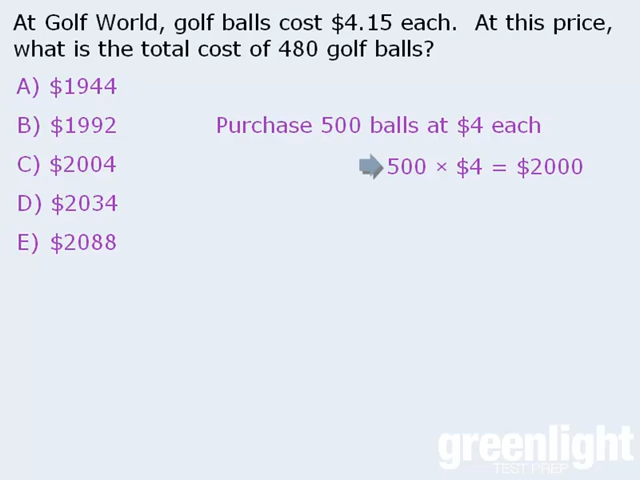 At Golf World, golf balls cost $4.15 each.  At this price,
what is the total cost of 480 golf balls?
A) $1944
B) $1992
Purchase 500 balls at $4 each
C) $2004
500 × $4 = $2000
D) $2034
E) $2088
greenlight
TEST PREP